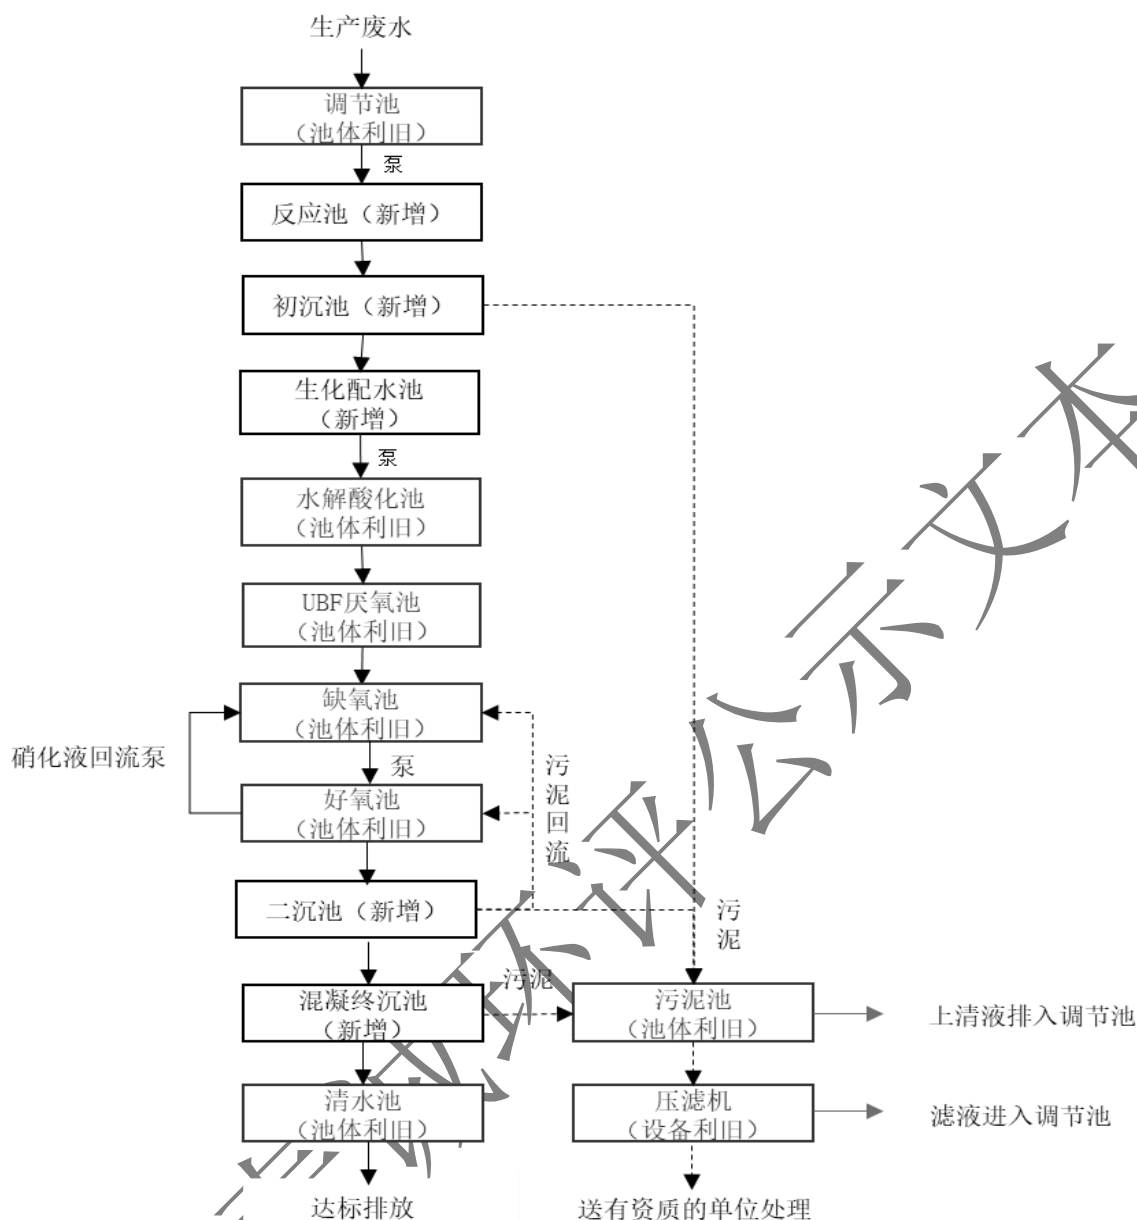 生产废水
调节池
（池体利旧）
泵
反应池（新增）
初沉池（新增）
生化配水池
（新增）
泵
水解酸化池
（池体利旧）
UBF厌氧池
（池体利旧）
缺氧池
（池体利旧）
硝化液回流泵
泵
污泥回流
好氧池
（池体利旧）
二沉池（新增）
污泥
污泥
混凝终沉池
（新增）
污泥池
（池体利旧）
上清液排入调节池
清水池
（池体利旧）
压滤机
（设备利旧）
滤液进入调节池
达标排放
送有资质的单位处理
环评公示文本